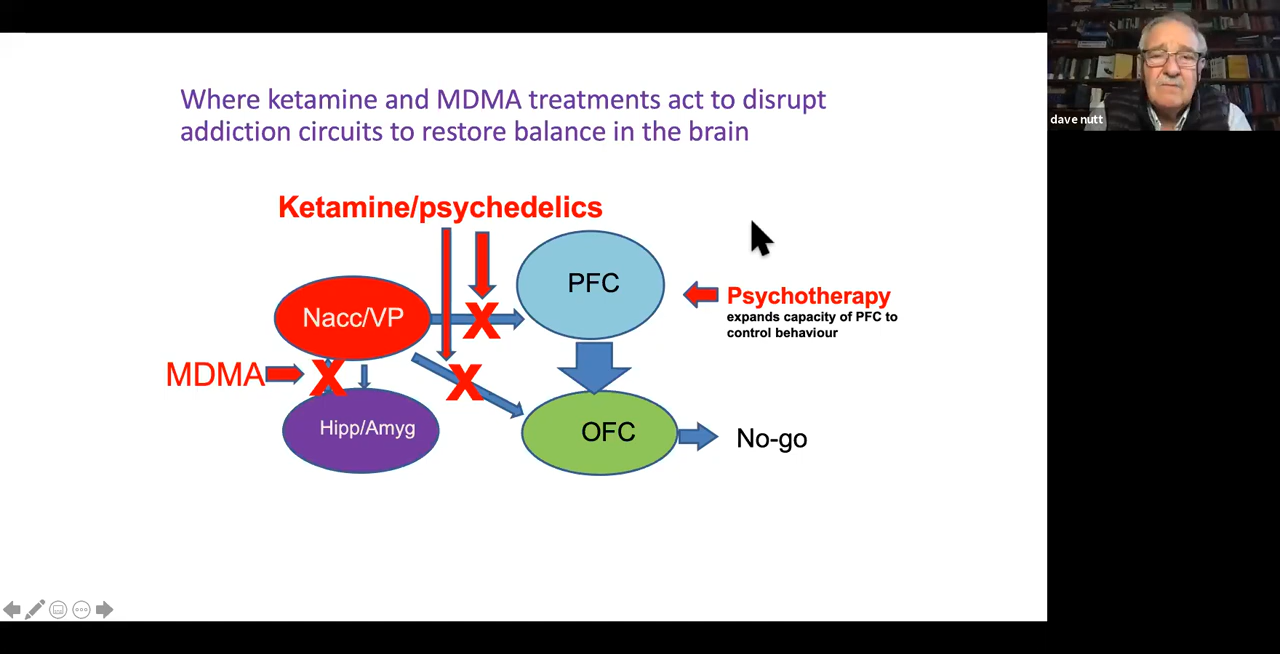 Where ketamine and MDMA treatments act to disrupt
addiction circuits to restore balance in the brain
dave nutt
Ketamine/psychedelics
PFC
Nacc/VP
X
Psychotherapy
expands capacity of PFC to
control behaviour
MDMA
X
X
Hipp/Amyg
OFC
No-go